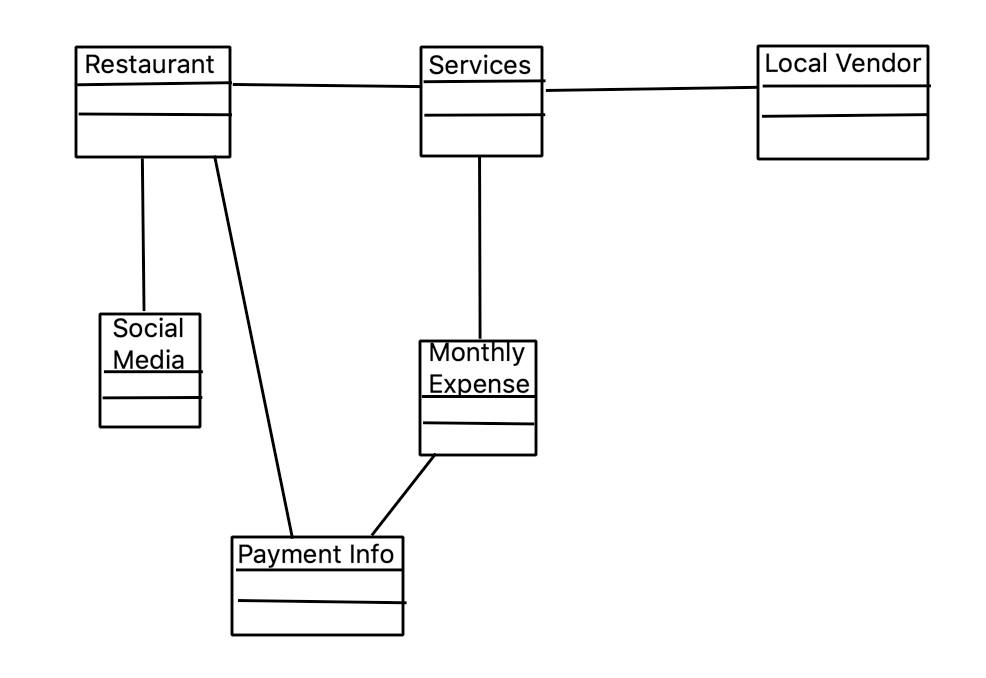 Restaurant
Services
Local Vendor
Social
Media
Monthly
Expense
Payment Info